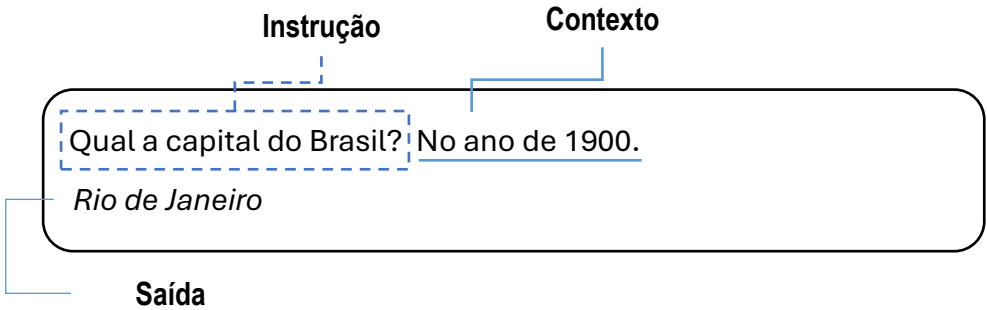 Instrução
Contexto
Qual a capital do Brasil? No ano de 1900.
Rio de Janeiro
Saída